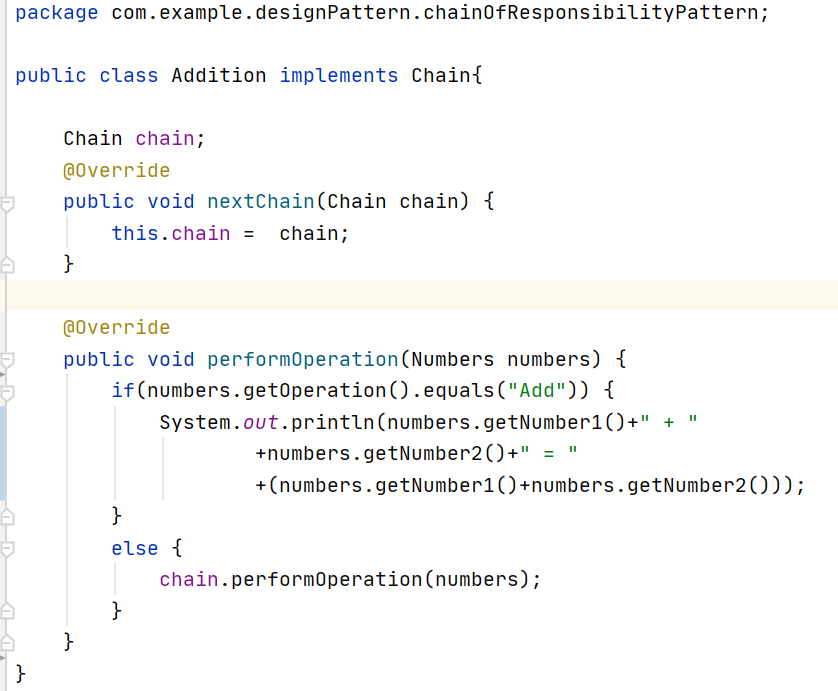 package com.example.designPattern.chainOfResponsibilityPattern;
public class Addition implements Chain{
Chain chain;
@Override
public void nextChain(Chain chain) {
this.chain =  chain;
}
@Override
public void performOperation(Numbers numbers) {
if(numbers.getOperation().equals("Add")) {
System.out.println(numbers.getNumber1()+" + "
+numbers.getNumber2()+" = "
+(numbers.getNumber1()+numbers.getNumber2()));
}
else {
chain.performOperation(numbers);
}
}
}